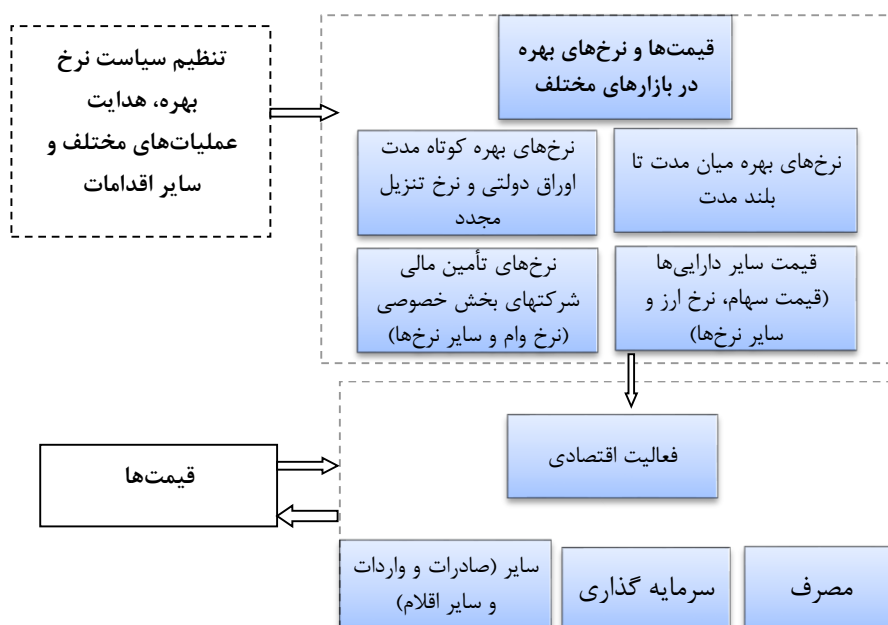 تنظیم سیاست نرخ
بهره، هدایت
عملیات‌های مختلف و
سایر اقدامات
قیمت‌ها و نرخ‌های بهره
در بازارهای مختلف
نرخ‌های بهره میان مدت تا
بلند مدت
نرخ‌های بهره کوتاه مدت
اوراق دولتی و نرخ تنزیل
مجدد
قیمت سایر دارایی‌ها
(قیمت سهام، نرخ ارز و
سایر نرخ‌ها)
نرخ‌های تأمین مالی
شرکتهای بخش خصوصی
(نرخ وام و سایر نرخ‌ها)
فعالیت اقتصادی
قیمت‌ها
مصرف
سرمایه گذاری
سایر (صادرات و واردات
و سایر اقلام)